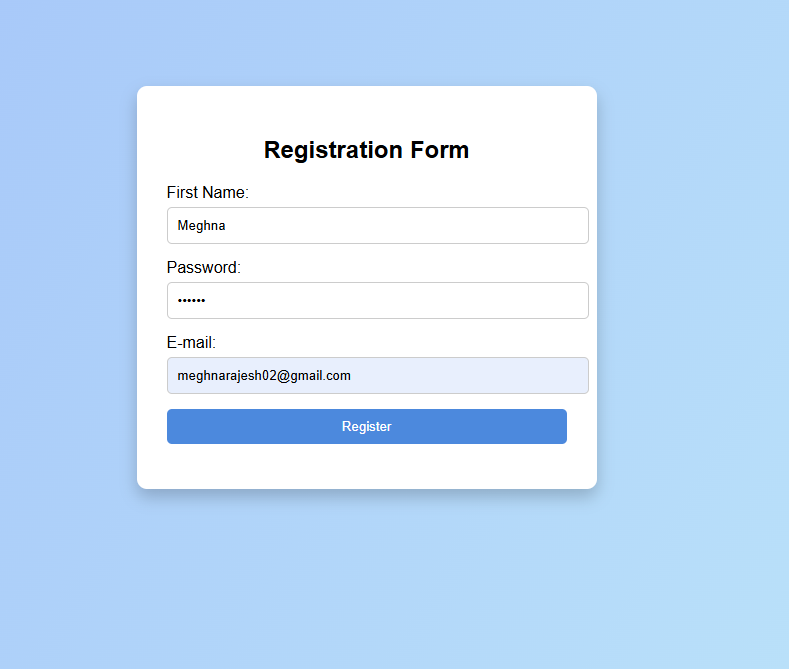 Registration Form
First Name:
Meghna
Password:
••••••
E-mail:
meghnarajesh02@gmail.com
Register